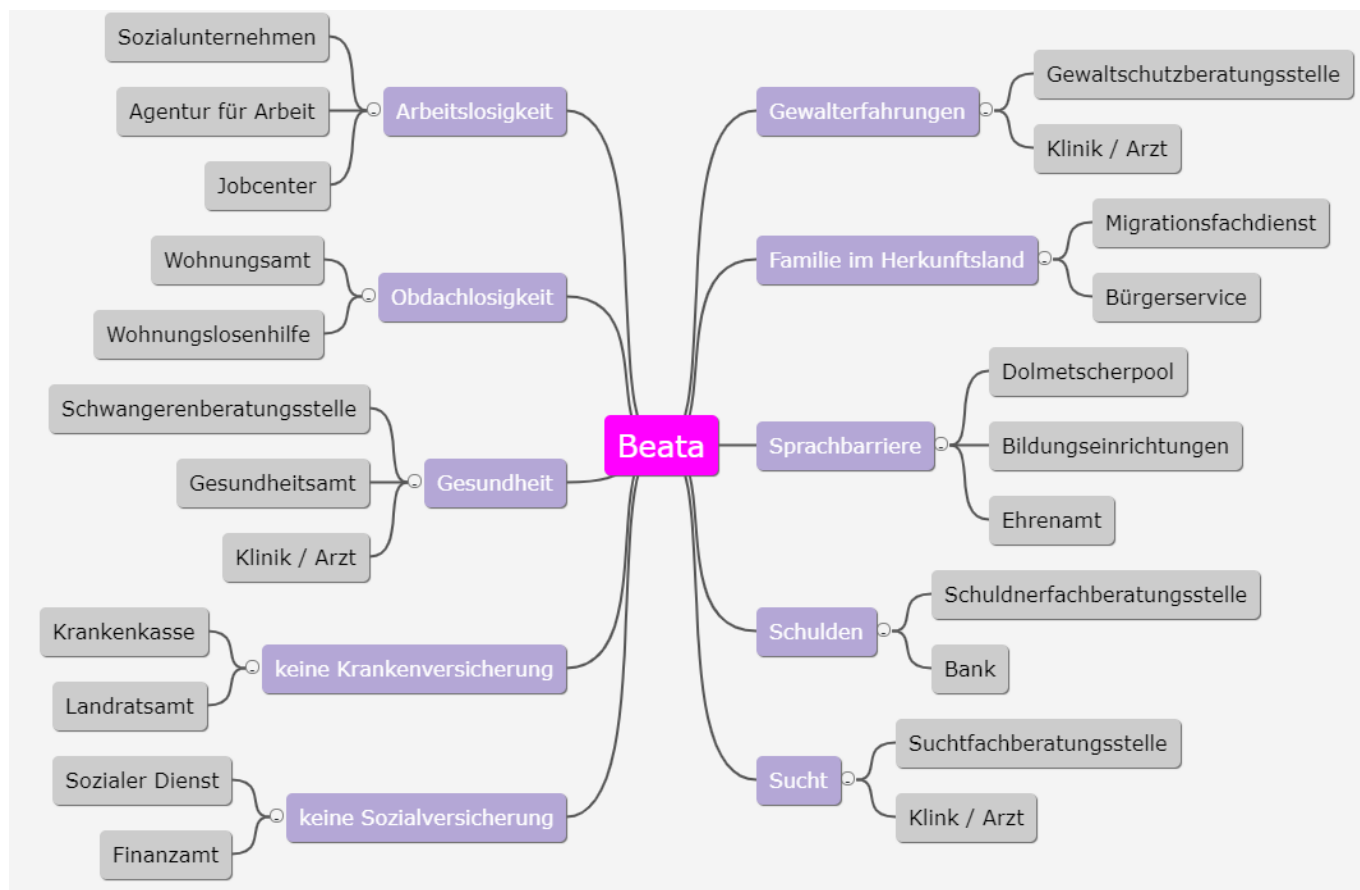 Beata
Arbeitslosigkeit
Sozialunternehmen
Agentur für Arbeit
Jobcenter
Obdachlosigkeit
Wohnungsamt
Wohnungslosenhilfe
Gesundheit
Schwangerenberatungsstelle
Gesundheitsamt
Klinik / Arzt
keine Krankenversicherung
Krankenkasse
Landratsamt
keine Sozialversicherung
Sozialer Dienst
Finanzamt
Gewalterfahrungen
Gewaltschutzberatungsstelle
Klinik / Arzt
Familie im Herkunftsland
Migrationsfachdienst
Bürgerservice
Sprachbarriere
Dolmetscherpool
Bildungseinrichtungen
Ehrenamt
Schulden
Schuldnerfachberatungsstelle
Bank
Sucht
Suchtfachberatungsstelle
Klink / Arzt